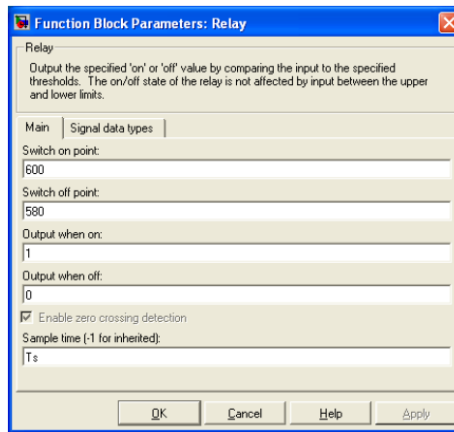 Function Block Parameters: Relay
Relay
Output the specified 'on' or 'off' value by comparing the input to the specified
thresholds. The on/off state of the relay is not affected by input between the upper
and lower limits.
Main
Signal data types
Switch on point:
600
Switch off point:
580
Output when on:
1
Output when off:
0
Enable zero crossing detection
Sample time (-1 for inherited):
Ts
OK
Cancel
Help
Apply